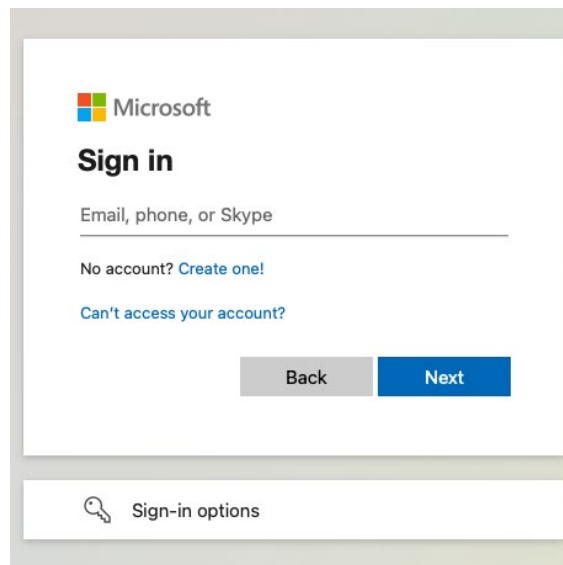 Microsoft
Sign in
Email, phone, or Skype
No account? Create one!
Can't access your account?
Back Next
Sign-in options